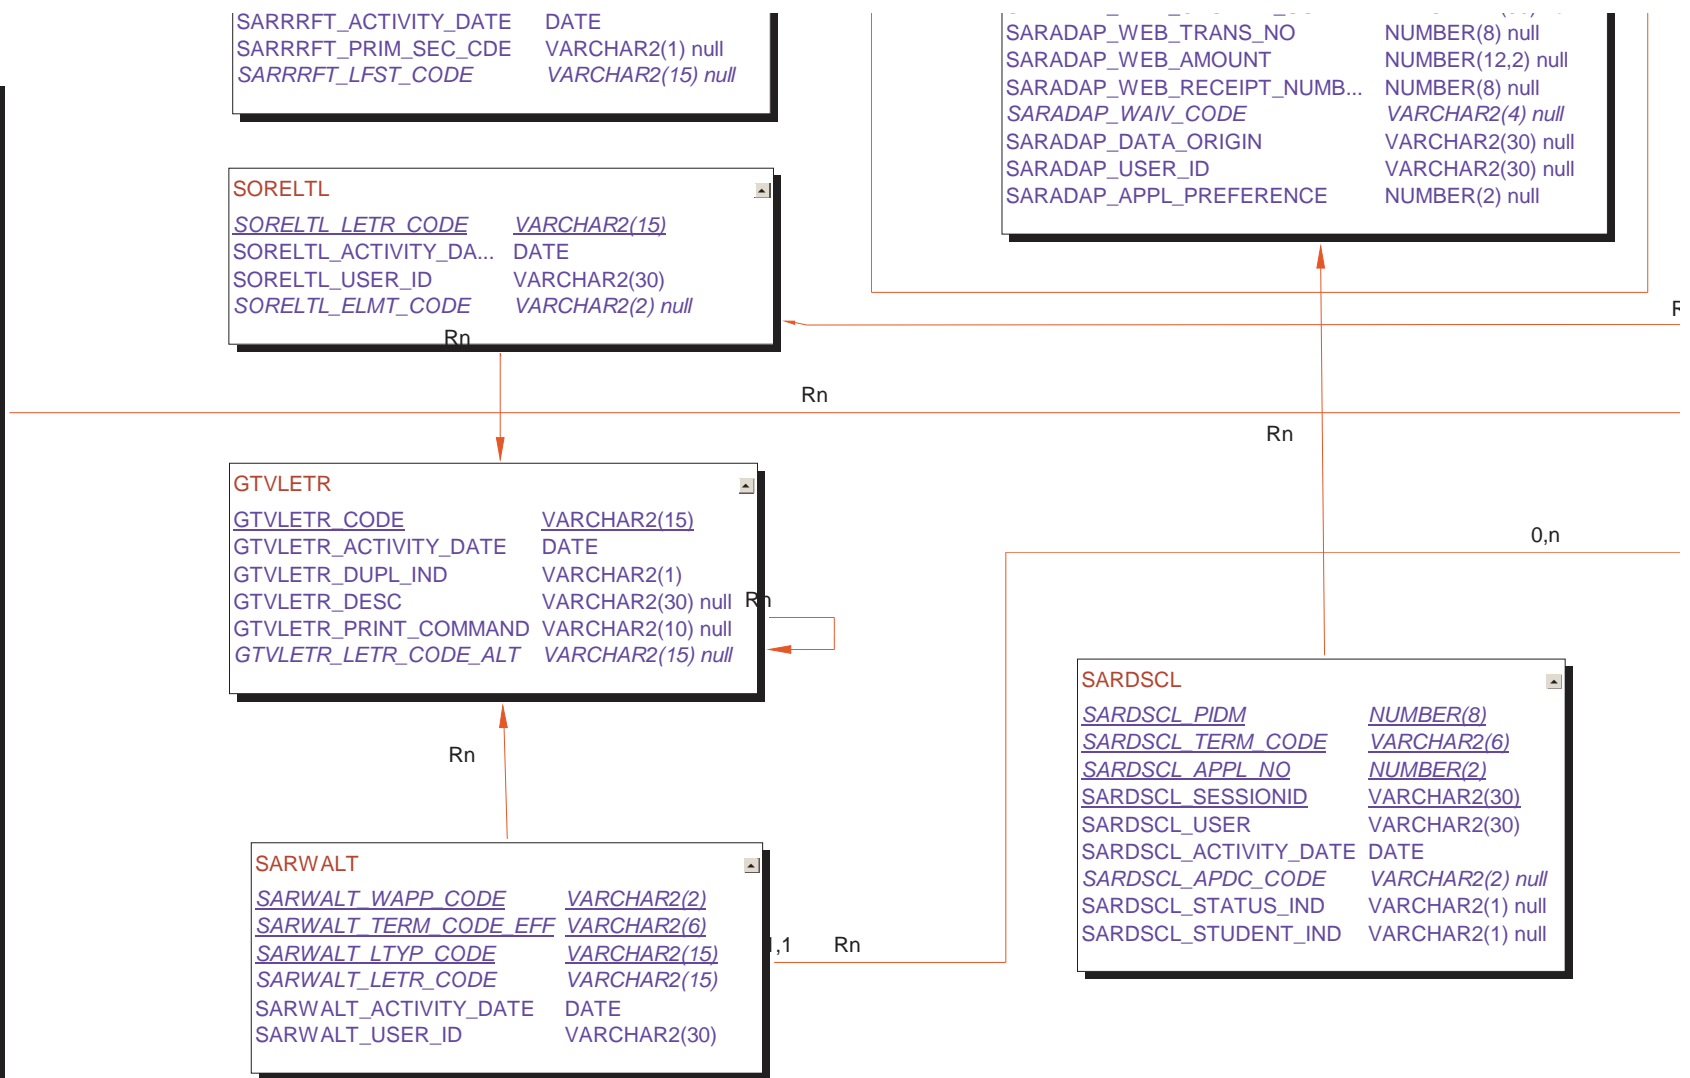 SARRRFT_ACTIVITY_DATE DATE
SARRRFT_PRIM_SEC_CDE VARCHAR2(1) null
SARRRFT_LFST_CODE VARCHAR2(15) null
SARADAP_WEB_TRANS_NO NUMBER(8) null
SARADAP_WEB_AMOUNT NUMBER(12,2) null
SARADAP_WEB_RECEIPT_NUMB... NUMBER(8) null
SARADAP_WAIV_CODE VARCHAR2(4) null
SARADAP_DATA_ORIGIN VARCHAR2(30) null
SARADAP_USER_ID VARCHAR2(30) null
SARADAP_APPL_PREFERENCE NUMBER(2) null
SORELTL
SORELTL_LETR_CODE VARCHAR2(15)
SORELTL_ACTIVITY_DA... DATE
SORELTL_USER_ID VARCHAR2(30)
SORELTL_ELMT_CODE VARCHAR2(2) null
Rn
Rn
Rn
GTVLETR
GTVLETR_CODE VARCHAR2(15)
GTVLETR_ACTIVITY_DATE DATE
GTVLETR_DUPL_IND VARCHAR2(1)
GTVLETR_DESC VARCHAR2(30) null
GTVLETR_PRINT_COMMAND VARCHAR2(10) null
GTVLETR_LETR_CODE_ALT VARCHAR2(15) null
Rn
0,n
Rn
SARDSCL
SARDSCL_PIDM NUMBER(8)
SARDSCL_TERM_CODE VARCHAR2(6)
SARDSCL_APPL_NO NUMBER(2)
SARDSCL_SESSIONID VARCHAR2(30)
SARDSCL_USER VARCHAR2(30)
SARDSCL_ACTIVITY_DATE DATE
SARDSCL_APDC_CODE VARCHAR2(2) null
SARDSCL_STATUS_IND VARCHAR2(1) null
SARDSCL_STUDENT_IND VARCHAR2(1) null
SARWALT
SARWALT_WAPP_CODE VARCHAR2(2)
SARWALT_TERM_CODE_EFF VARCHAR2(6)
SARWALT_LTYP_CODE VARCHAR2(15)
SARWALT_LETR_CODE VARCHAR2(15)
SARWALT_ACTIVITY_DATE DATE
SARWALT_USER_ID VARCHAR2(30)
1,1 Rn